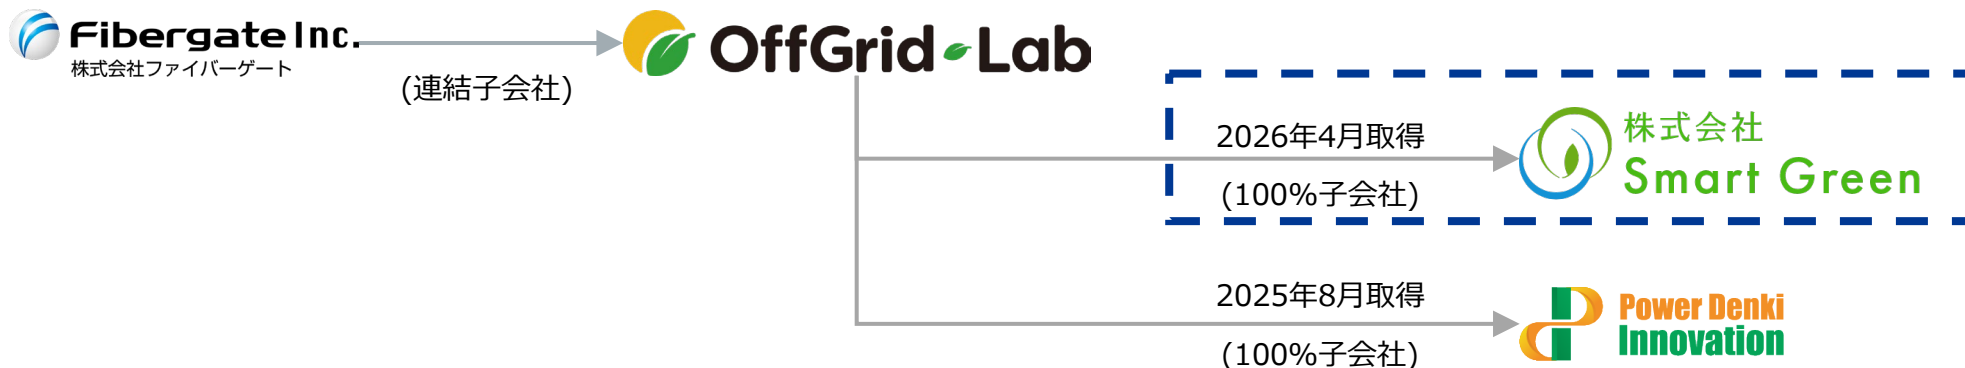 Fibergate Inc.
株式会社ファイバーゲート
(連結子会社)
OffGrid Lab
2026年4月取得
(100%子会社)
株式会社
Smart Green
2025年8月取得
(100%子会社)
Power Denki
Innovation